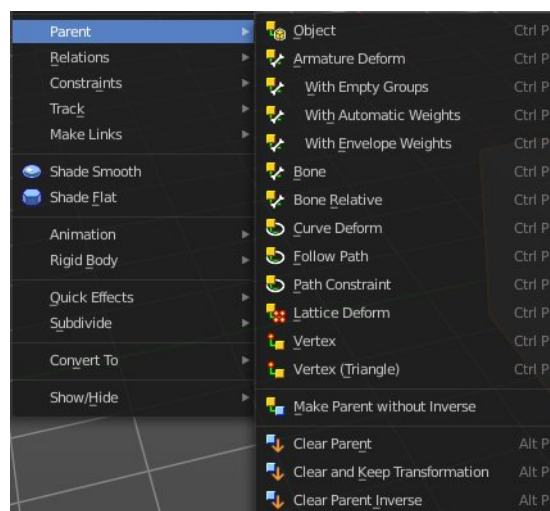 Parent
Relations
Constraints
Track
Make Links
Shade Smooth
Shade Flat
Animation
Rigid Body
Quick Effects
Subdivide
Convert To
Show/Hide
Object Ctrl P
Armature Deform Ctrl P
With Empty Groups Ctrl P
With Automatic Weights Ctrl P
With Envelope Weights Ctrl P
Bone Ctrl P
Bone Relative Ctrl P
Curve Deform Ctrl P
Follow Path Ctrl P
Path Constraint Ctrl P
Lattice Deform Ctrl P
Vertex Ctrl P
Vertex (Triangle) Ctrl P
Make Parent without Inverse
Clear Parent Alt P
Clear and Keep Transformation Alt P
Clear Parent Inverse Alt P